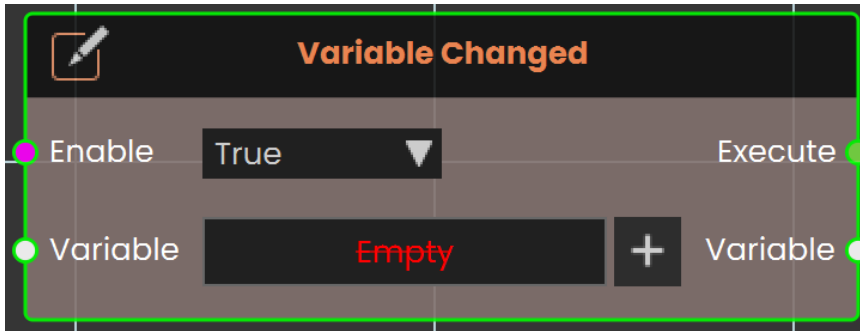 Variable Changed
Enable True Execute
Variable Empty + Variable